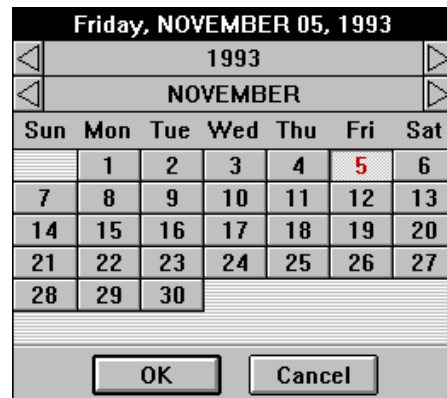 Friday, NOVEMBER 05, 1993
1993
NOVEMBER
Sun Mon Tue Wed Thu Fri Sat
1 2 3 4 5 6
7 8 9 10 11 12 13
14 15 16 17 18 19 20
21 22 23 24 25 26 27
28 29 30
OK Cancel